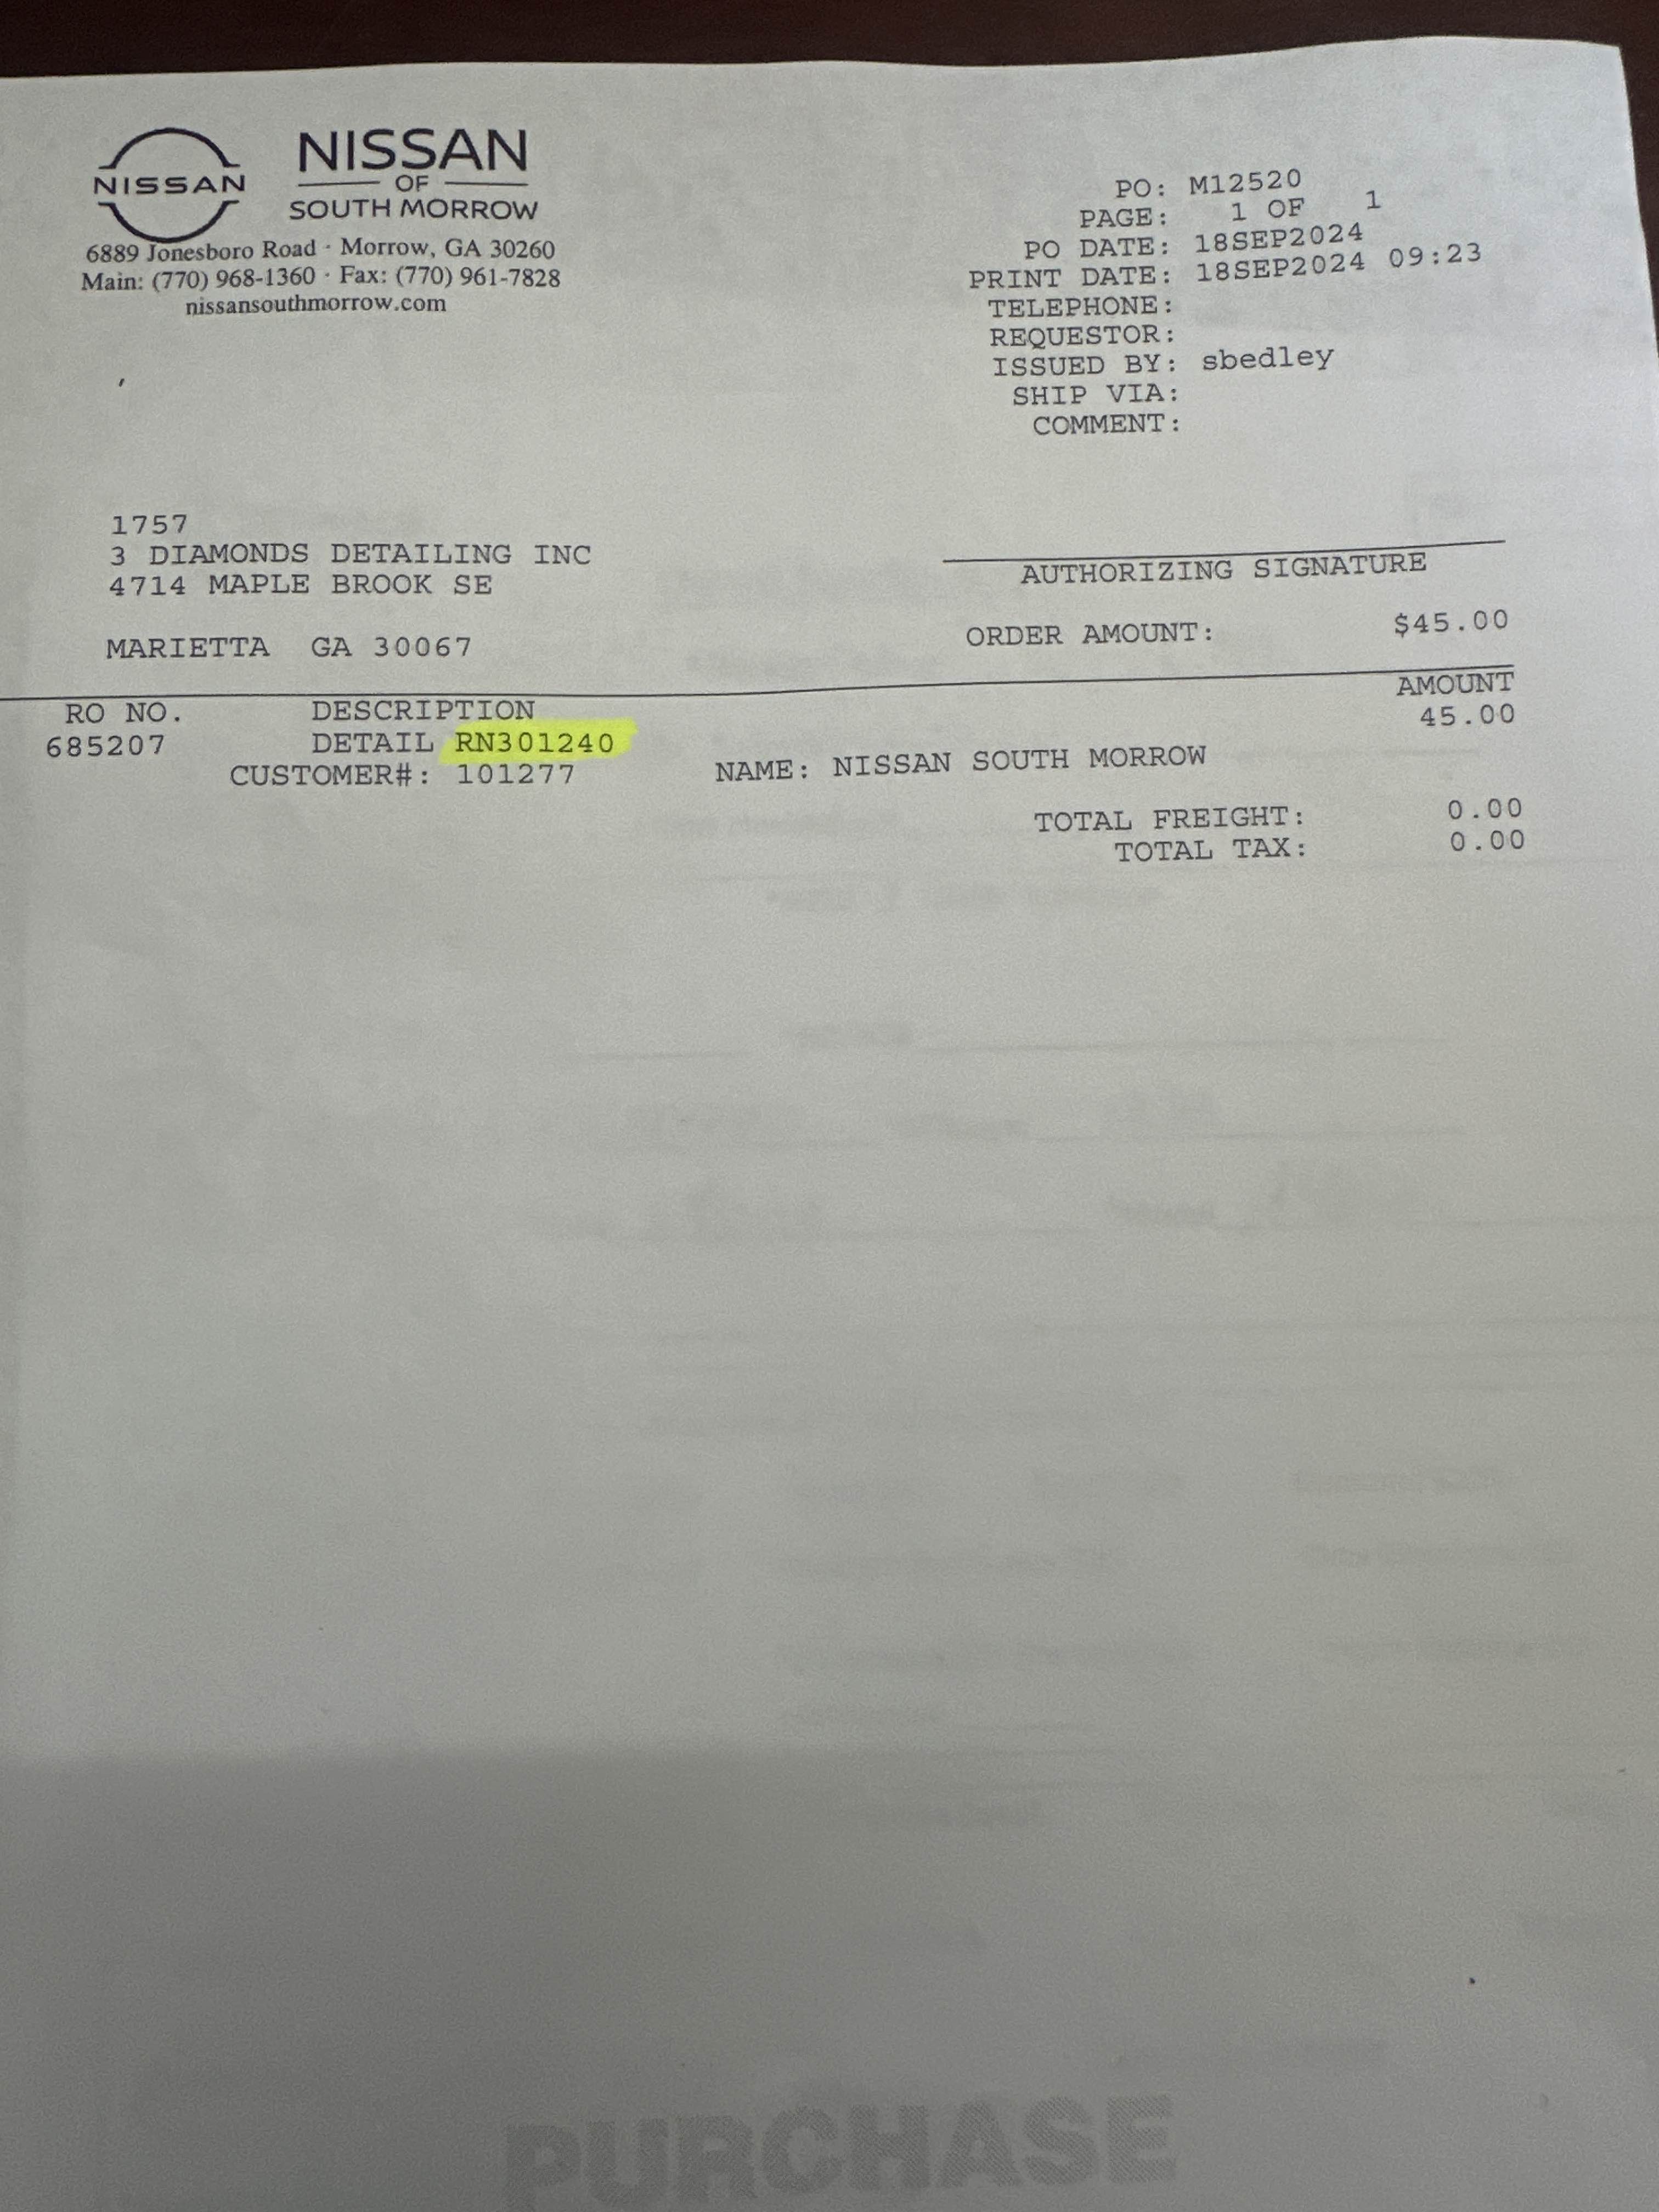 NISSAN
NISSAN
OF
SOUTH MORROW
6889 Jonesboro Road · Morrow, GA 30260
Main: (770) 968-1360 · Fax: (770) 961-7828
nissansouthmorrow.com
PO: M12520
PAGE: 1 OF 1
PO DATE: 18SEP2024
PRINT DATE: 18SEP2024 09:23
TELEPHONE:
REQUESTOR:
ISSUED BY: sbedley
SHIP VIA:
COMMENT:
1757
3 DIAMONDS DETAILING INC
4714 MAPLE BROOK SE
MARIETTA GA 30067
AUTHORIZING SIGNATURE
ORDER AMOUNT: $45.00
RO NO. DESCRIPTION AMOUNT
685207 DETAIL RN301240 45.00
CUSTOMER#: 101277 NAME: NISSAN SOUTH MORROW
TOTAL FREIGHT: 0.00
TOTAL TAX: 0.00
PURCHASE